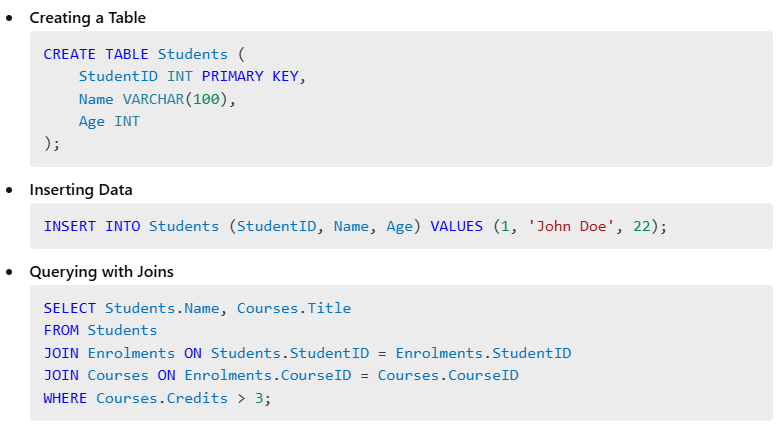 • Creating a Table
CREATE TABLE Students (
    StudentID INT PRIMARY KEY,
    Name VARCHAR(100),
    Age INT
);
• Inserting Data
INSERT INTO Students (StudentID, Name, Age) VALUES (1, 'John Doe', 22);
• Querying with Joins
SELECT Students.Name, Courses.Title
FROM Students
JOIN Enrolments ON Students.StudentID = Enrolments.StudentID
JOIN Courses ON Enrolments.CourseID = Courses.CourseID
WHERE Courses.Credits > 3;